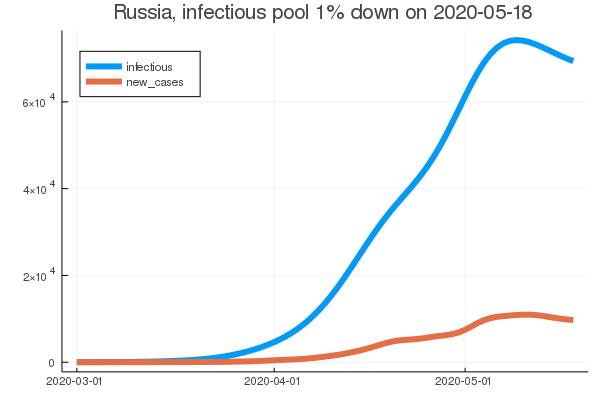 Russia, infectious pool 1% down on 2020-05-18
infectious
new_cases
6×10 4
4×10 4
2×10 4
0
2020-03-01 2020-04-01 2020-05-01